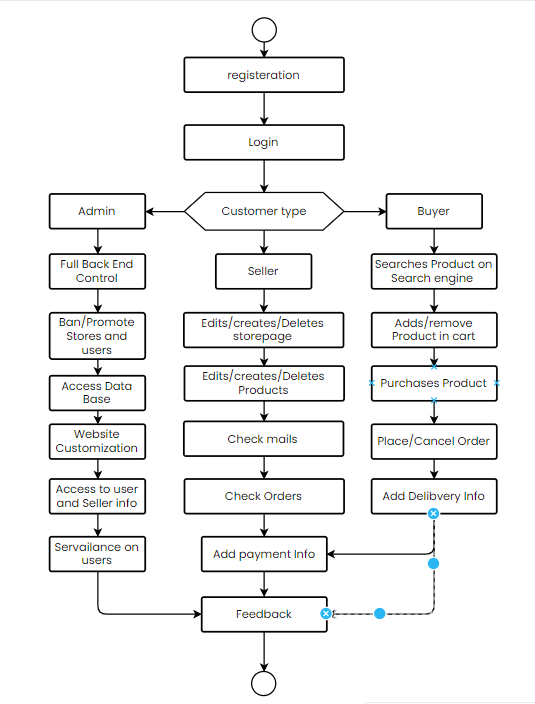 registeration
Login
Admin
Customer type
Buyer
Full Back End
Control
Seller
Searches Product on
Search engine
Ban/Promote
Stores and
users
Edits/creates/Deletes
storepage
Adds/remove
Product in cart
Access Data
Base
Edits/creates/Deletes
Products
Purchases Product
Website
Customization
Check mails
Place/Cancel Order
Access to user
and Seller info
Check Orders
Add Delibvery Info
Servailance on
users
Add payment Info
Feedback